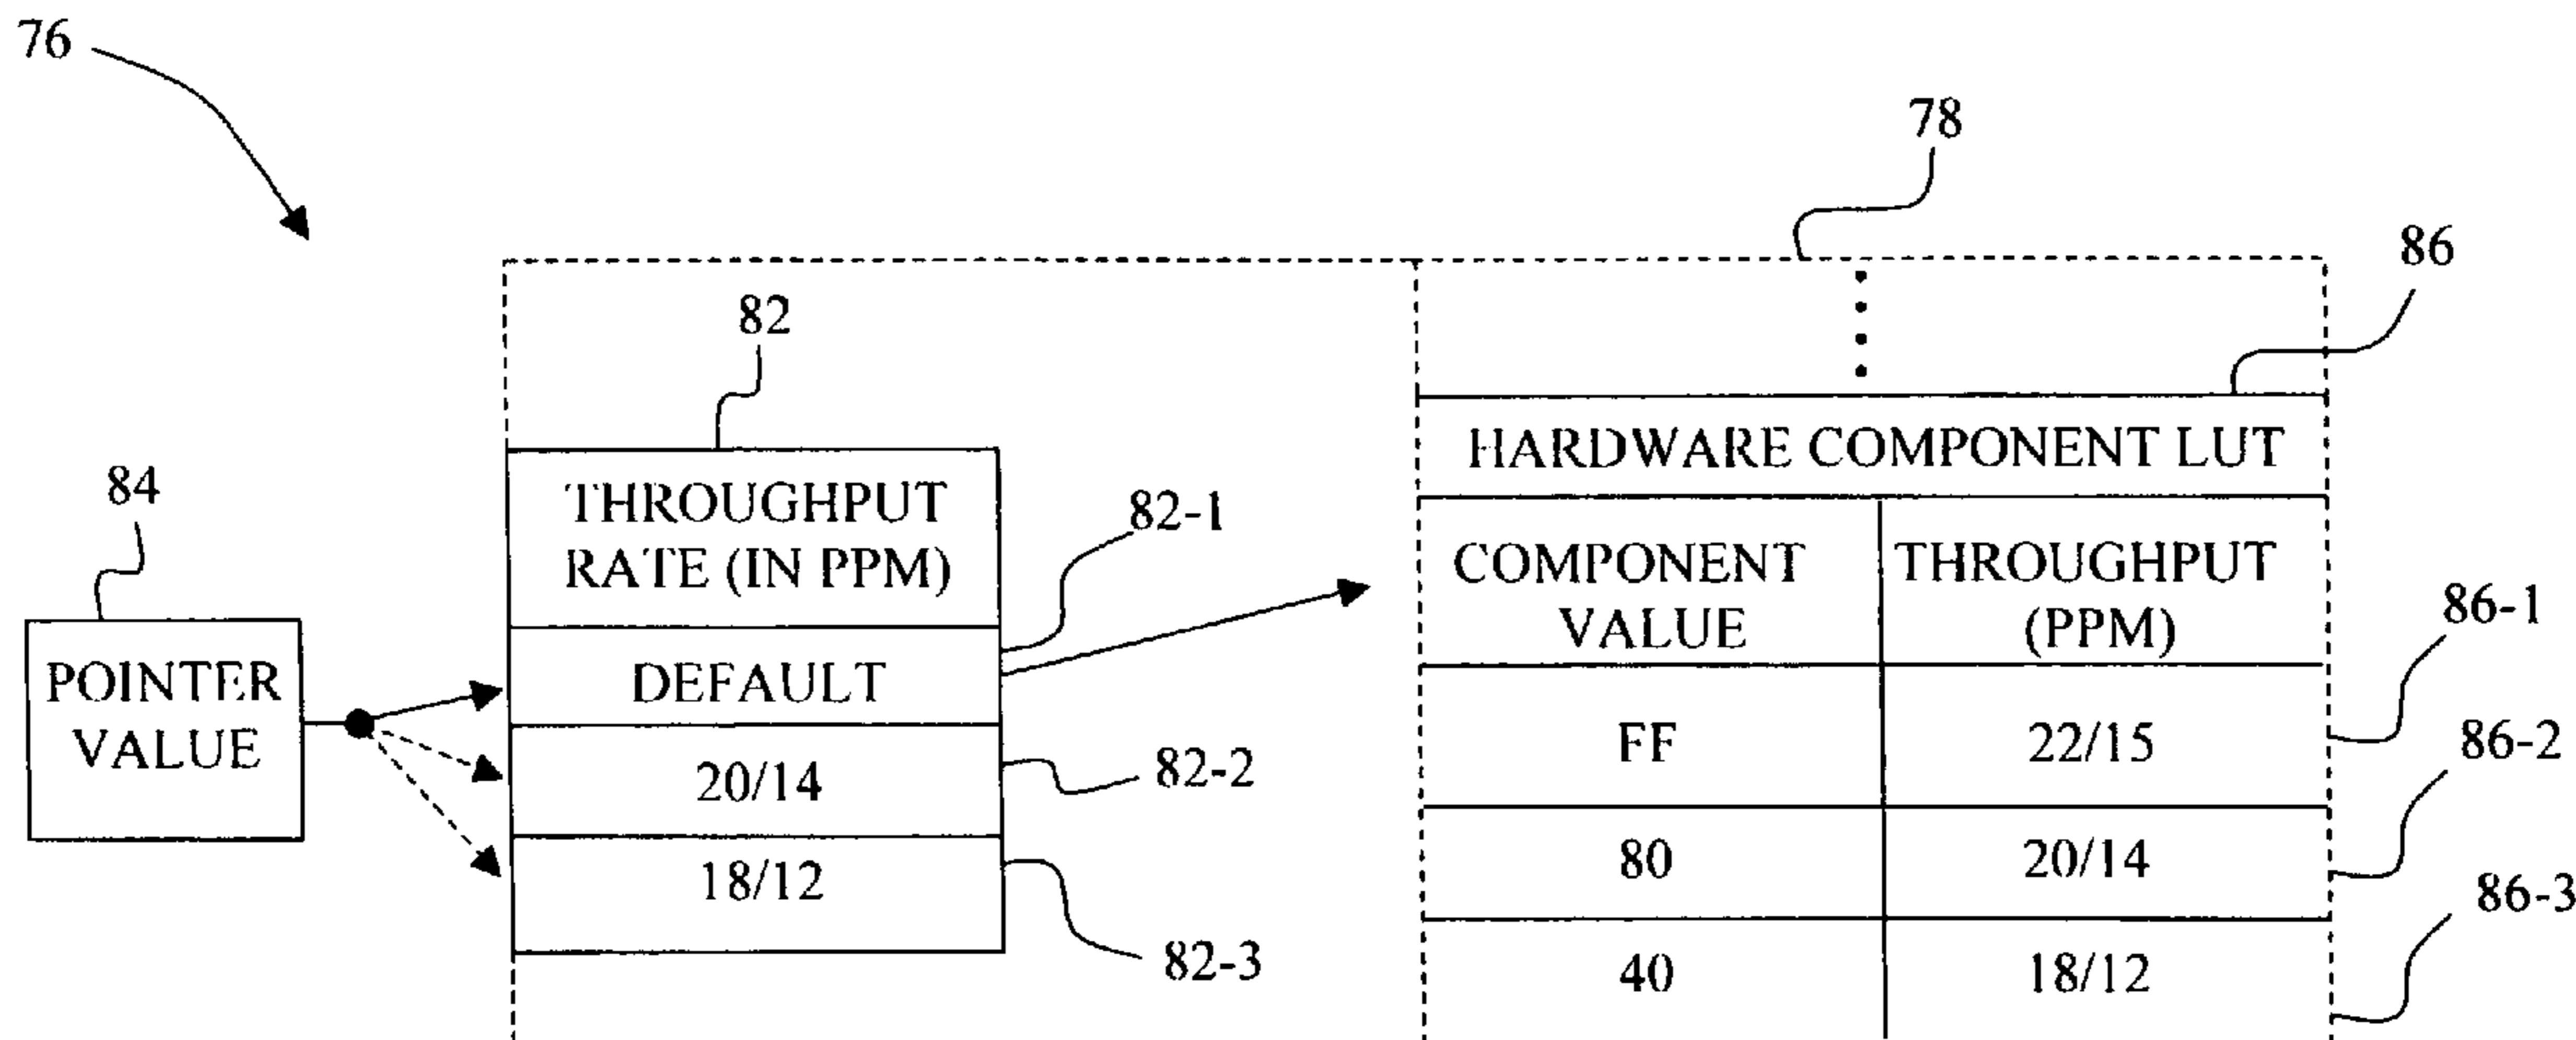 76
78
86
82
HARDWARE COMPONENT LUT
84
THROUGHPUT
RATE (IN PPM)
82-1
COMPONENT
VALUE
THROUGHPUT
(PPM)
86-1
POINTER
VALUE
DEFAULT
FF
22/15
86-2
20/14
82-2
80
20/14
86-3
18/12
82-3
40
18/12